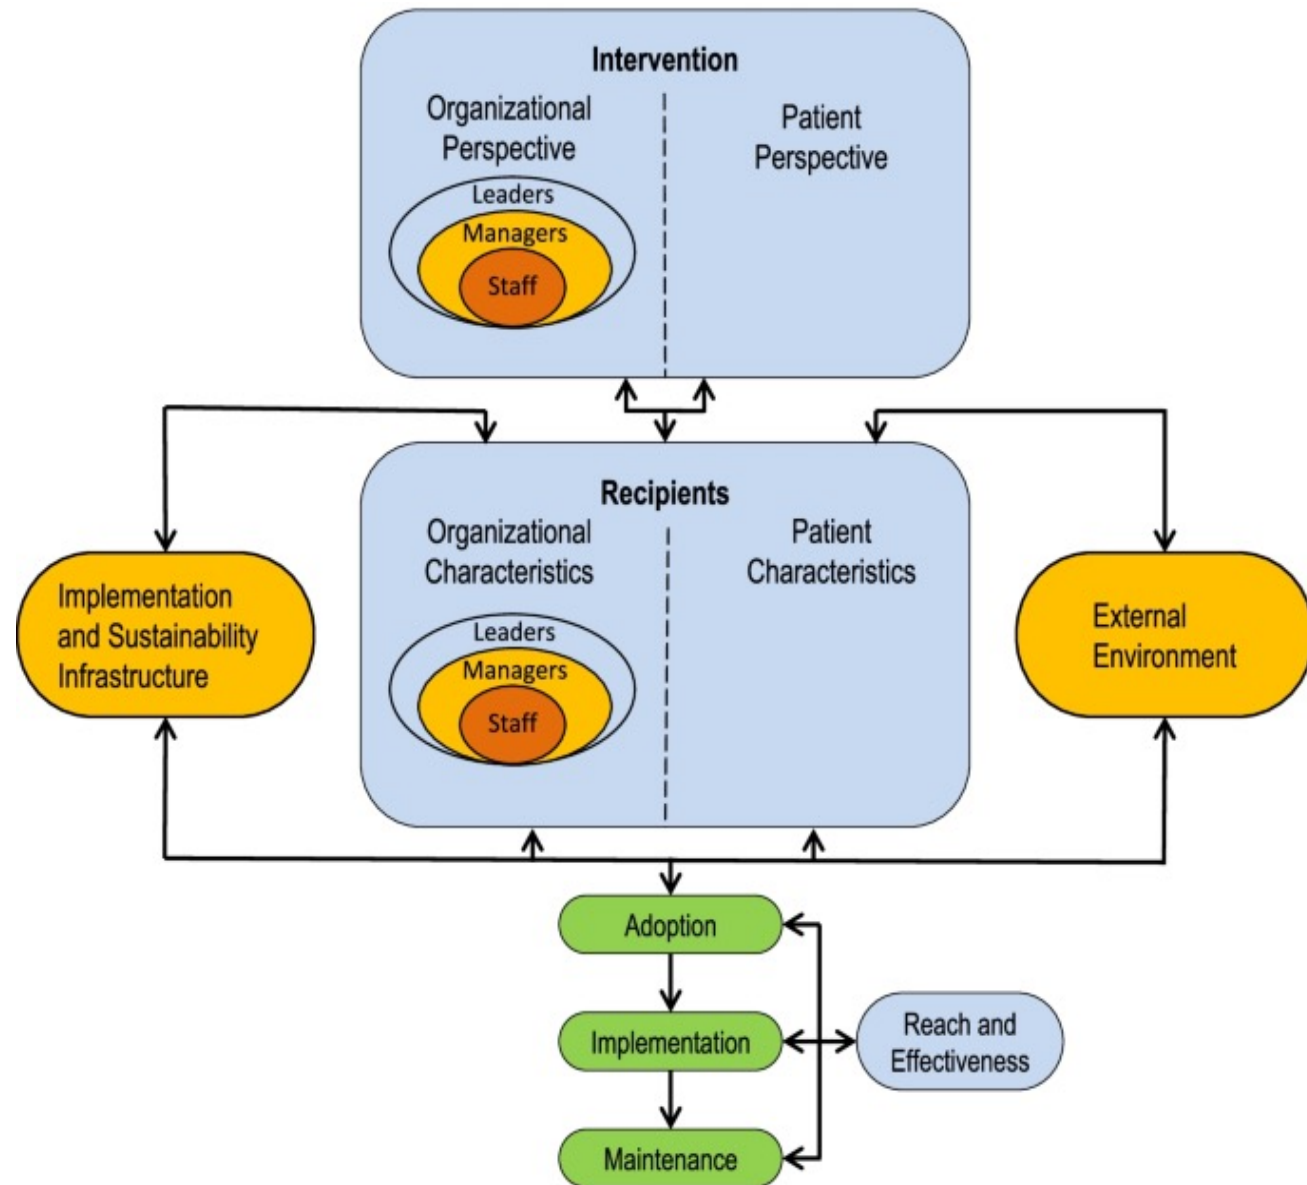 Intervention
Organizational
Perspective
Patient
Perspective
Leaders
Managers
Staff
Recipients
Organizational
Characteristics
Patient
Characteristics
Leaders
Managers
Staff
Implementation
and Sustainability
Infrastructure
External
Environment
Adoption
Implementation
Reach and
Effectiveness
Maintenance